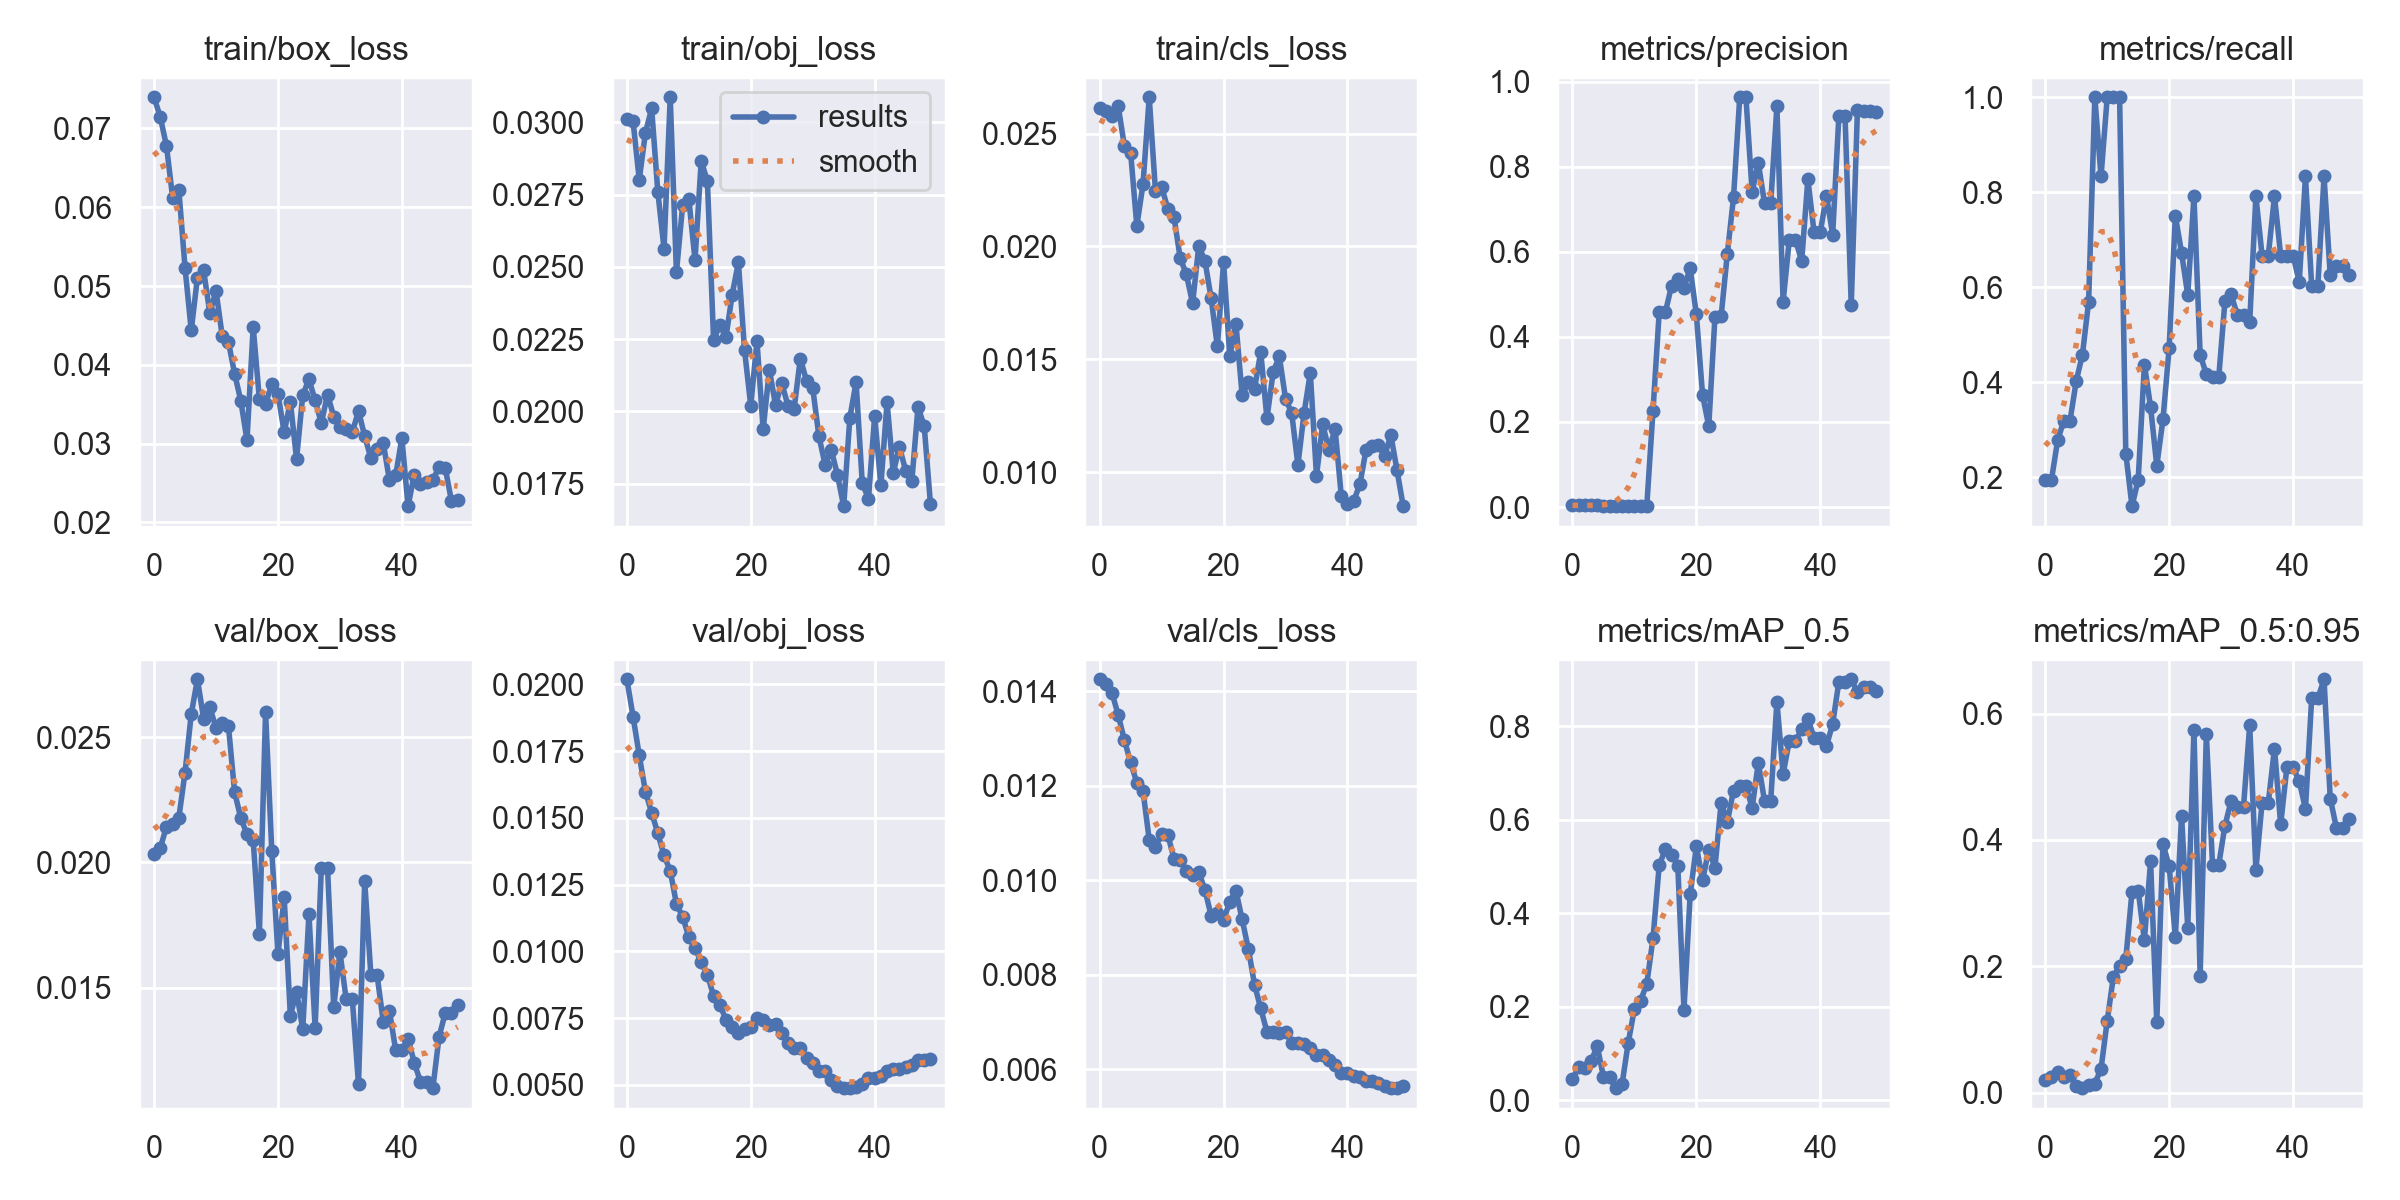 train/box_loss
0.07
0.06
0.05
0.04
0.03
0.02
0 20 40
train/obj_loss
results
smooth
0.0300
0.0275
0.0250
0.0225
0.0200
0.0175
0 20 40
train/cls_loss
0.025
0.020
0.015
0.010
0 20 40
metrics/precision
1.0
0.8
0.6
0.4
0.2
0.0
0 20 40
metrics/recall
1.0
0.8
0.6
0.4
0.2
0 20 40
val/box_loss
0.025
0.020
0.015
0 20 40
val/obj_loss
0.0200
0.0175
0.0150
0.0125
0.0100
0.0075
0.0050
0 20 40
val/cls_loss
0.014
0.012
0.010
0.008
0.006
0 20 40
metrics/mAP_0.5
0.8
0.6
0.4
0.2
0.0
0 20 40
metrics/mAP_0.5:0.95
0.6
0.4
0.2
0.0
0 20 40